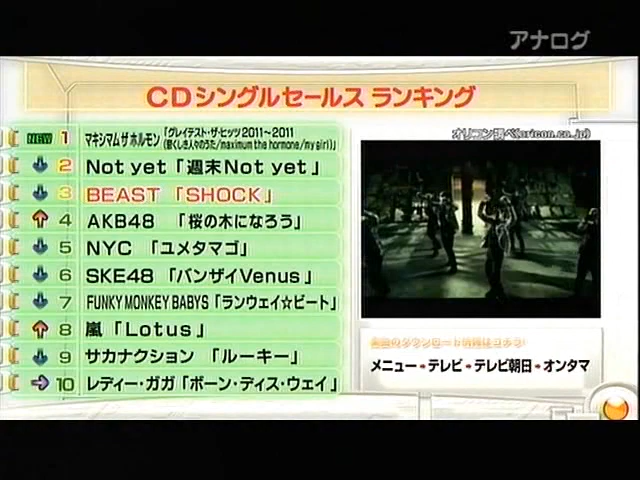 アナログ
CDシングルセールス ランキング
オリコン調べ(oricon.co.jp)
NEW 1 マキシマム ザ ホルモン「グレイテスト・ザ・ヒッツ 2011〜2011
(maximum the hormone/my girl)」
2 Not yet「週末Not yet」
3 BEAST「SHOCK」
4 AKB48 「桜の木になろう」
5 NYC 「ユメタマゴ」
6 SKE48「バンザイVenus」
7 FUNKY MONKEY BABYS「ランウェイ☆ビート」
8 嵐「Lotus」
9 サカナクション 「ルーキー」
10 レディー・ガガ「ボーン・ディス・ウェイ」
メニュー→テレビ→テレビ朝日→オンタマ